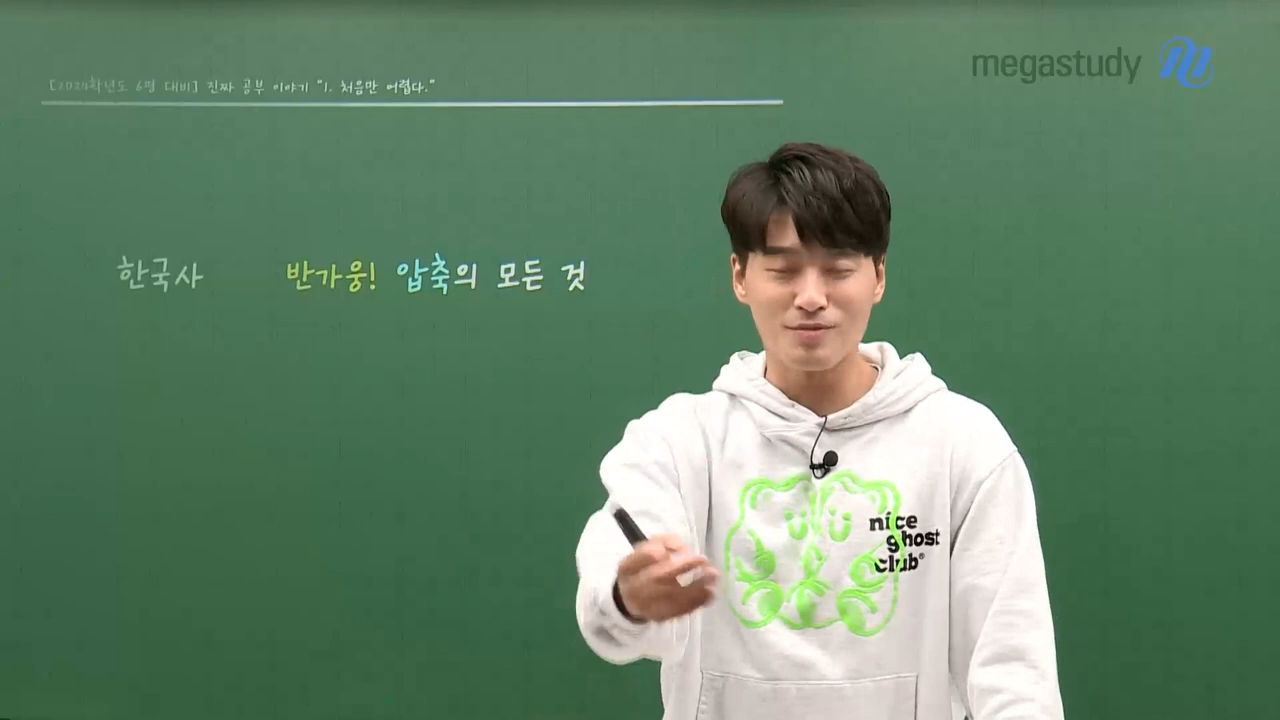 [2024학년도 6평 대비] 진짜 공부 이야기 "1. 처음만 어렵다."
megastudy
한국사 반가웅! 압축의 모든 것
nice
ghost
club®